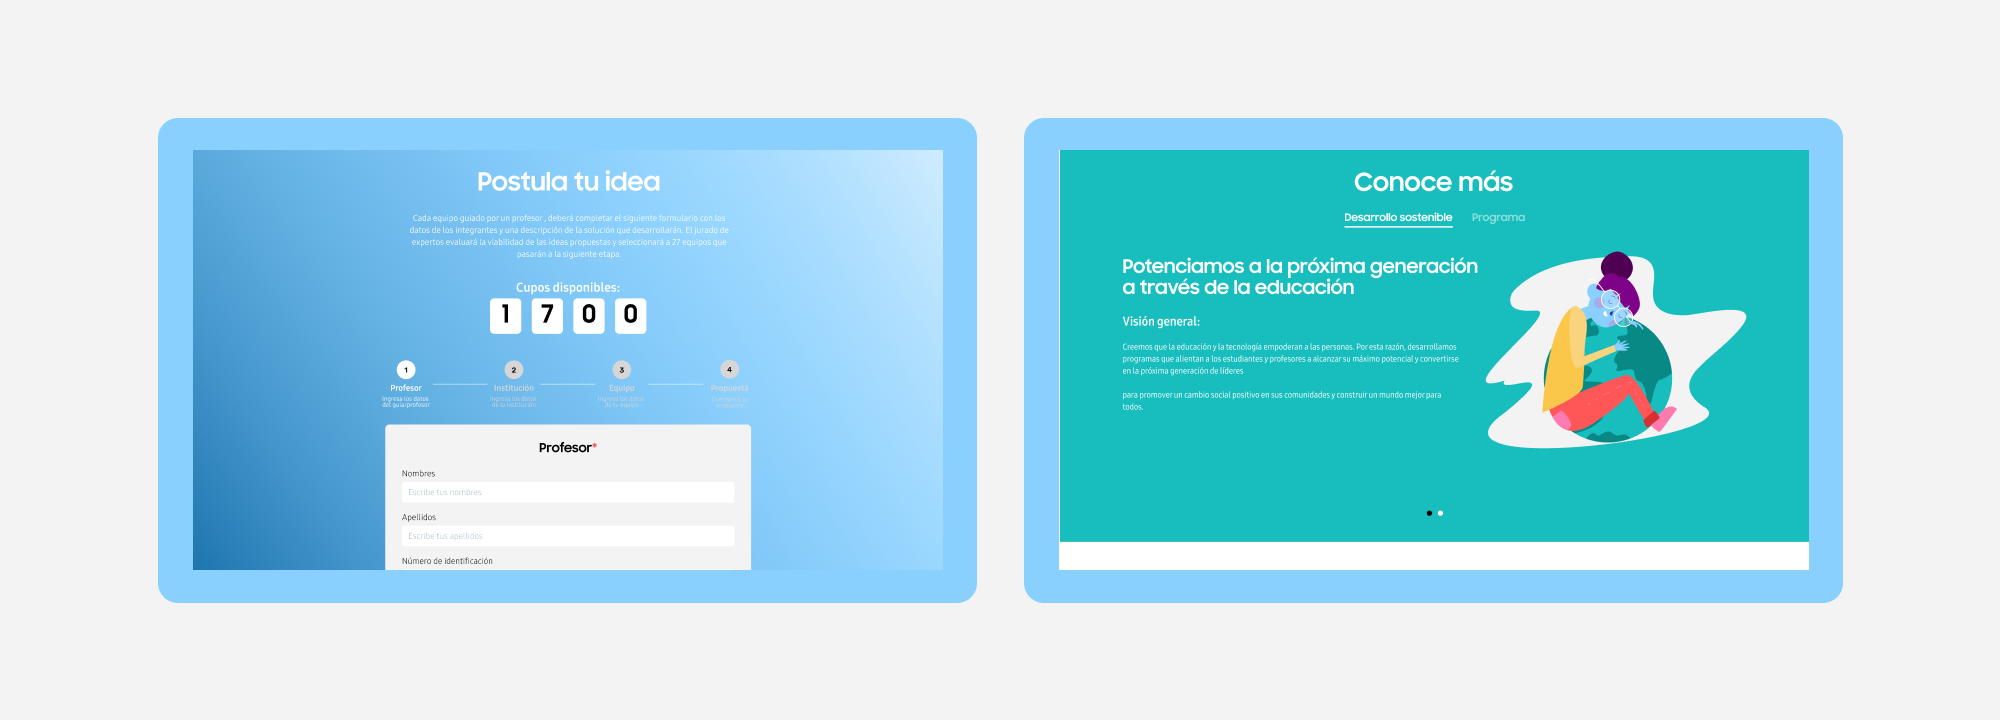 Postula tu idea
Cada equipo guiado por un profesor , deberá completar el siguiente formulario con los
datos de los integrantes y una descripción de la solución que desarrollarán. El jurado de
expertos evaluará la viabilidad de las ideas propuestas y seleccionará a 27 equipos que
pasarán a la siguiente etapa.
Cupos disponibles:
1 7 0 0
1 2 3 4
Profesor Institución Equipo Propuesta
Ingresa los datos Ingresa los datos Ingresa los datos
del guía/profesor de la institución de tu equipo
Profesor*
Nombres
Escribe tus nombres
Apellidos
Escribe tus apellidos
Número de identificación
Conoce más
Desarrollo sostenible Programa
Potenciamos a la próxima generación
a través de la educación
Visión general:
Creemos que la educación y la tecnología empoderan a las personas. Por esta razón, desarrollamos
programas que alientan a los estudiantes y profesores a alcanzar su máximo potencial y convertirse
en la próxima generación de líderes
para promover un cambio social positivo en sus comunidades y construir un mundo mejor para
todos.